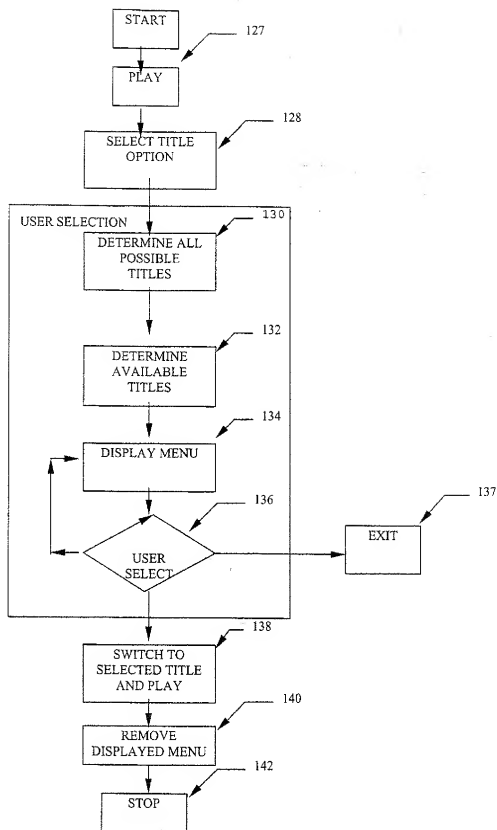 START
127
PLAY
128
SELECT TITLE
OPTION
USER SELECTION
130
DETERMINE ALL
POSSIBLE
TITLES
132
DETERMINE
AVAILABLE
TITLES
134
DISPLAY MENU
136
137
EXIT
USER
SELECT
138
SWITCH TO
SELECTED TITLE
AND PLAY
140
REMOVE
DISPLAYED MENU
142
STOP